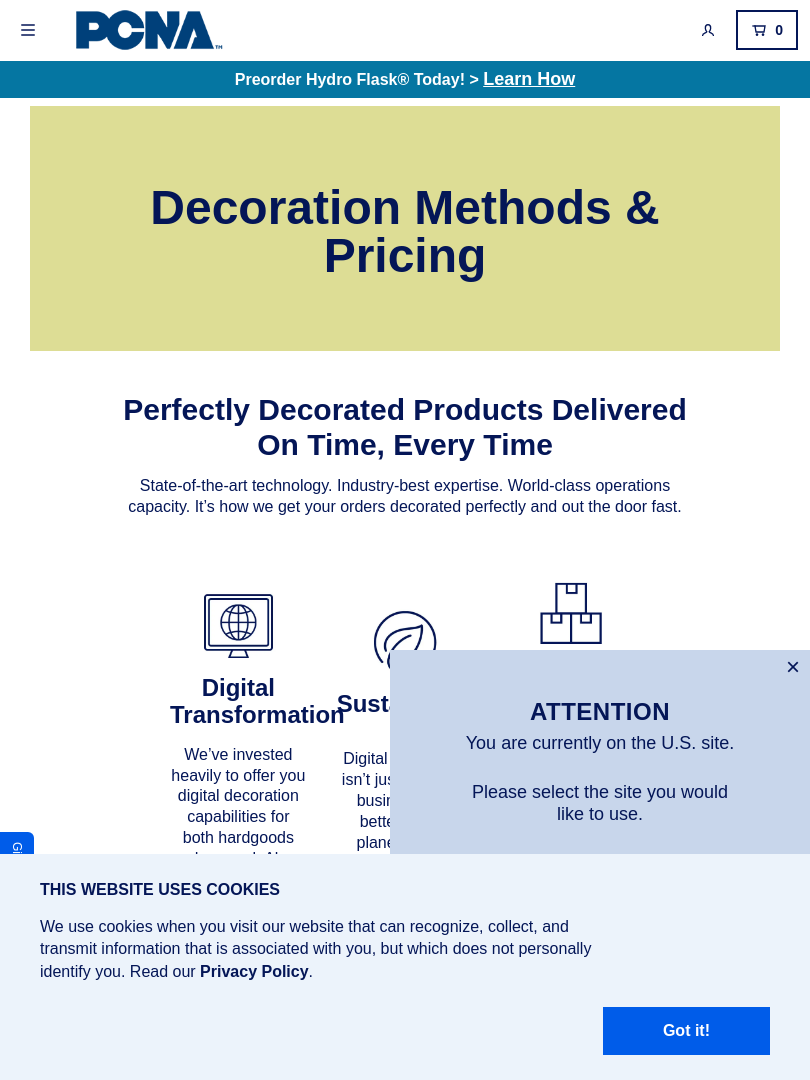 PCNA™
0
Preorder Hydro Flask® Today! > Learn How
Decoration Methods &
Pricing
Perfectly Decorated Products Delivered
On Time, Every Time
State-of-the-art technology. Industry-best expertise. World-class operations
capacity. It’s how we get your orders decorated perfectly and out the door fast.
Digital
Transformation
We’ve invested
heavily to offer you
digital decoration
capabilities for
both hardgoods
Digital
isn’t
×
ATTENTION
You are currently on the U.S. site.
Please select the site you would
like to use.
THIS WEBSITE USES COOKIES
We use cookies when you visit our website that can recognize, collect, and
transmit information that is associated with you, but which does not personally
identify you. Read our Privacy Policy.
Got it!